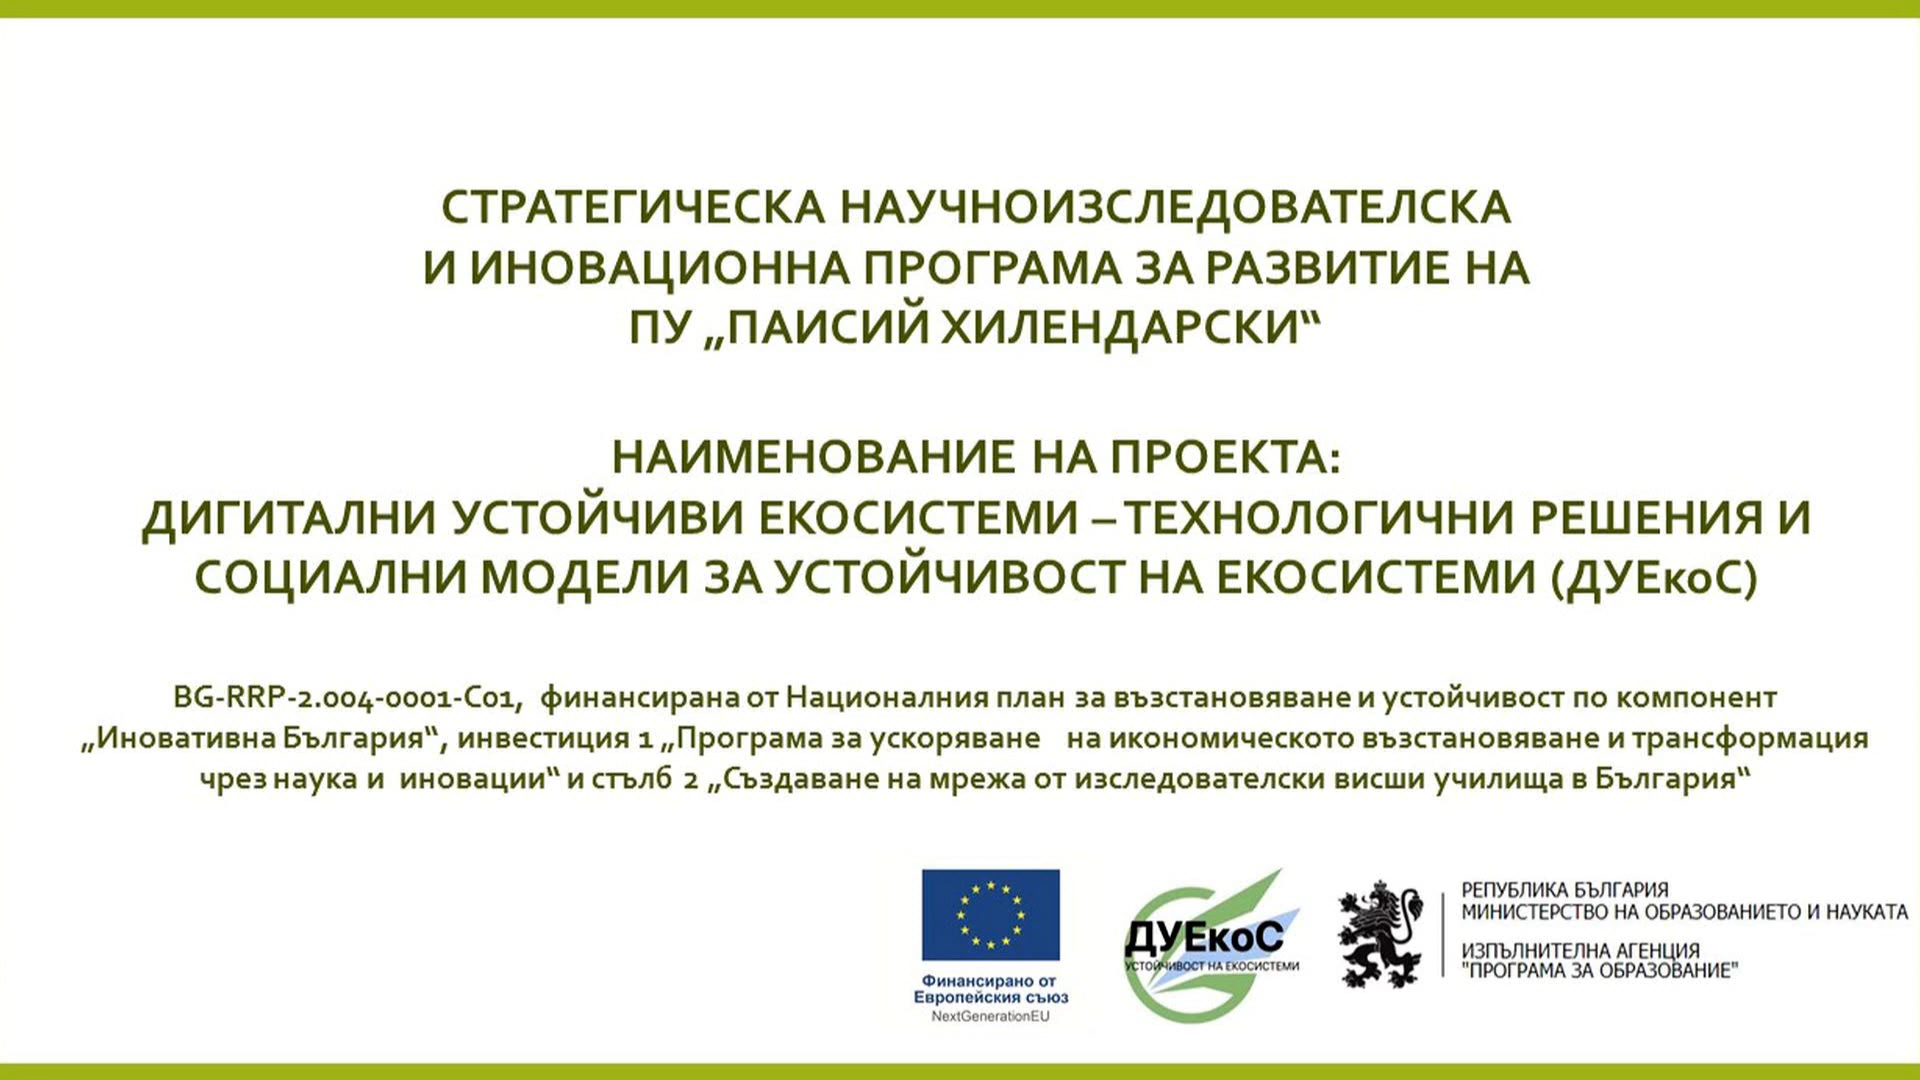 СТРАТЕГИЧЕСКА НАУЧНОИЗСЛЕДОВАТЕЛСКА
И ИНОВАЦИОННА ПРОГРАМА ЗА РАЗВИТИЕ НА
ПУ „ПАИСИЙ ХИЛЕНДАРСКИ“
НАИМЕНОВАНИЕ НА ПРОЕКТА:
ДИГИТАЛНИ УСТОЙЧИВИ ЕКОСИСТЕМИ – ТЕХНОЛОГИЧНИ РЕШЕНИЯ И
СОЦИАЛНИ МОДЕЛИ ЗА УСТОЙЧИВОСТ НА ЕКОСИСТЕМИ (ДУЕкоС)
BG-RRP-2.004-0001-C01, финансирана от Националния план за възстановяване и устойчивост по компонент
„Иновативна България“, инвестиция 1 „Програма за ускоряване на икономическото възстановяване и трансформация
чрез наука и иновации“ и стълб 2 „Създаване на мрежа от изследователски висши училища в България“
Финансирано от
Европейския съюз
NextGenerationEU
ДУЕкоС
УСТОЙЧИВОСТ НА ЕКОСИСТЕМИ
РЕПУБЛИКА БЪЛГАРИЯ
МИНИСТЕРСТВО НА ОБРАЗОВАНИЕТО И НАУКАТА
ИЗПЪЛНИТЕЛНА АГЕНЦИЯ
"ПРОГРАМА ЗА ОБРАЗОВАНИЕ"